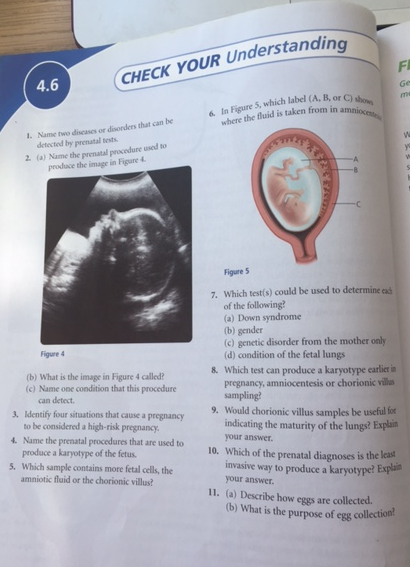 4.6
CHECK YOUR Understanding
1. Name two diseases or disorders that can be
detected by prenatal tests.
2. (a) Name the prenatal procedure used to
produce the image in Figure 4.
Figure 4
(b) What is the image in Figure 4 called?
(c) Name one condition that this procedure
can detect.
3. Identify four situations that cause a pregnancy
to be considered a high-risk pregnancy.
4. Name the prenatal procedures that are used to
produce a karyotype of the fetus.
5. Which sample contains more fetal cells, the
amniotic fluid or the chorionic villus?
6. In Figure 5, which label (A, B, or C) shows
where the fluid is taken from in
A
B
C
Figure 5
7. Which test(s) could be used to determine each
of the following?
(a) Down syndrome
(b) gender
(c) genetic disorder from the mother only
(d) condition of the fetal lungs
8. Which test can produce a karyotype earlier in
pregnancy, amniocentesis or chorionic villus
sampling?
9. Would chorionic villus samples be useful for
indicating the maturity of the lungs? Explain
your answer.
10. Which of the prenatal diagnoses is the least
invasive way to produce a karyotype? Explain
your answer.
11. (a) Describe how eggs are collected.
(b) What is the purpose of egg collection?